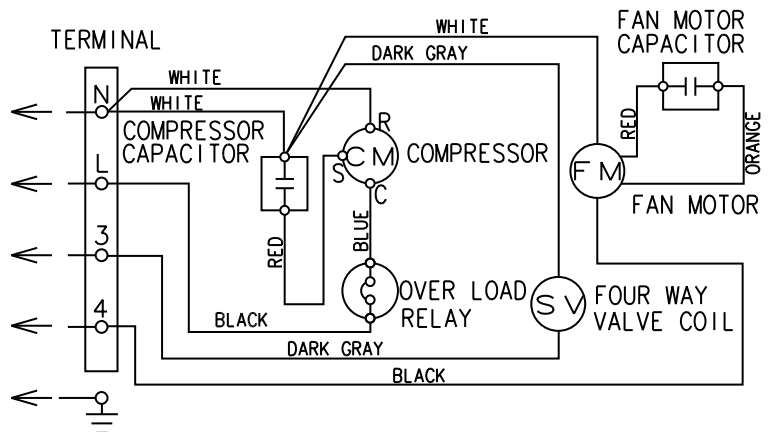 FAN MOTOR
CAPACITOR
WHITE
TERMINAL
DARK GRAY
WHITE
N
WHITE
RED
ORANGE
COMPRESSOR
CAPACITOR
R
CM
COMPRESSOR
S
C
FM
FAN MOTOR
L
BLUE
RED
3
OVER LOAD
RELAY
SV
FOUR WAY
VALVE COIL
4
BLACK
DARK GRAY
BLACK